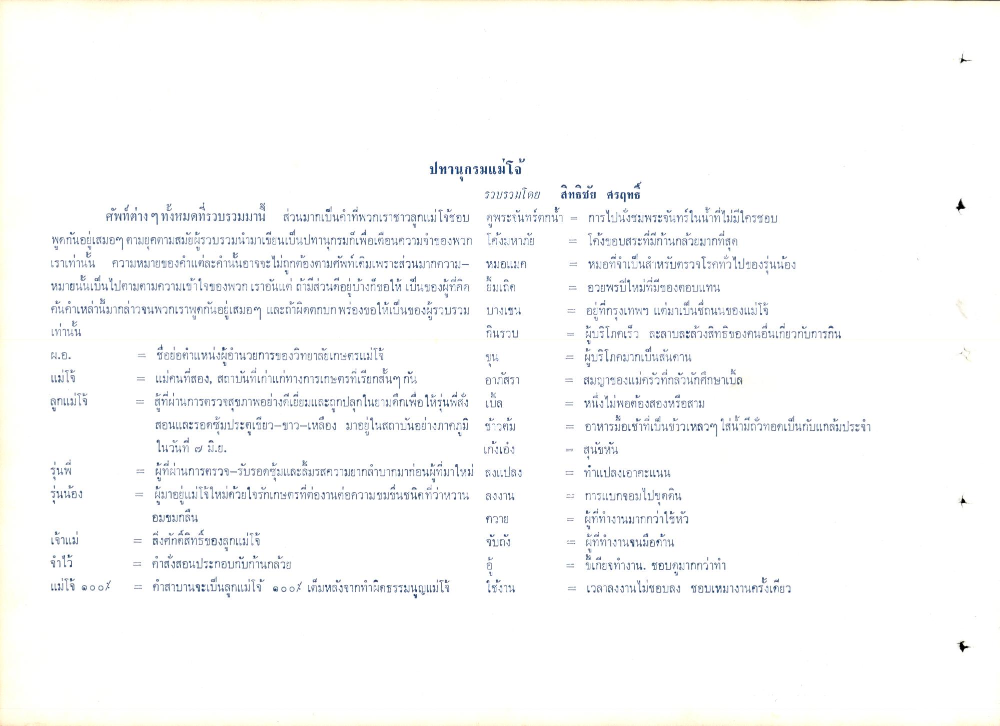 ปทานุกรมแม่โจ้
รวบรวมโดย สิทธิชัย ศรฤทธิ์
ศัพท์ต่าง ๆ ทั้งหมดที่รวบรวมมานี้ ส่วนมากเป็นคำที่พวกเราชาวลูกแม่โจ้ชอบ
พูดกันอยู่เสมอๆ ตามยุคตามสมัยผู้รวบรวมนำมาเขียนเป็นปทานุกรมก็เพื่อเตือนความจำของพวก
เราเท่านั้น ความหมายของคำแต่ละคำนั้นอาจจะไม่ถูกต้องตามศัพท์เดิมเพราะส่วนมากความ-
หมายนั้นเป็นไปตามตามความเข้าใจของพวก เราอันแต่ ถ้ามีส่วนดีอยู่บ้างก็ขอให้ เป็นของผู้ที่คิด
ค้นคำเหล่านี้มากล่าวจนพวกเราพูดกันอยู่เสมอๆ และถ้าผิดตกบกพร่องขอให้เป็นของผู้รวบรวม
เท่านั้น
ผ.อ. = ชื่อย่อตำแหน่งผู้อำนวยการของวิทยาลัยเกษตรแม่โจ้
แม่โจ้ = แม่คนที่สอง, สถาบันที่เก่าแก่ทางการเกษตรที่เรียกสั้นๆ กัน
ลูกแม่โจ้ = สู้ที่ผ่านการตรวจสุขภาพอย่างดีเยี่ยมและถูกปลุกในยามดึกเพื่อให้รุ่นพี่สั่ง
สอนและรอดซุ้มประตูเขียว-ขาว-เหลือง มาอยู่ในสถาบันอย่างภาคภูมิ
ในวันที่ ๗ มิ.ย.
รุ่นพี่ = ผู้ที่ผ่านการตรวจ-รับรอดซุ้มและลิ้มรสความยากลำบากมาก่อนผู้ที่มาใหม่
รุ่นน้อง = ผู้มาอยู่แม่โจ้ใหม่ด้วยใจรักเกษตรที่ต่องานต่อความขมขื่นชนิดที่ว่าหวาน
อมขมกลืน
เจ้าแม่ = สิ่งศักดิ์สิทธิ์ของลูกแม่โจ้
จำไว้ = คำสั่งสอนประกอบกับก้านกล้วย
แม่โจ้ ๑๐๐% = คำสาบานจะเป็นลูกแม่โจ้ ๑๐๐% เต็มหลังจากทำผิดธรรมนูญแม่โจ้
ดูพระจันทร์ตกน้ำ = การไปนั่งชมพระจันทร์ในน้ำที่ไม่มีใครชอบ
โค้งมหาภัย = โค้งขอบสระที่มีก้านกล้วยมากที่สุด
หมอแมค = หมอที่จำเป็นสำหรับตรวจโรคทั่วไปของรุ่นน้อง
ยิ้มเถิด = อวยพรปีใหม่ที่มีของตอบแทน
บางเขน = อยู่ที่กรุงเทพฯ แต่มาเป็นชื่ถนนของแม่โจ้
กินรวบ = ผู้บริโภคเร็ว ละลาบละล้วงสิทธิของคนอื่นเกี่ยวกับการกิน
ขุน = ผู้บริโภคมากเป็นสันดาน
อาภัสรา = สมญาของแม่ครัวที่กลัวนักศึกษาเบิ้ล
เบิ้ล = หนึ่งไม่พอต้องสองหรือสาม
ข้าวต้ม = อาหารมื้อเช้าที่เป็นข้าวเหลวๆ ใส่น้ำมีถั่วทอดเป็นกับแกล้มประจำ
เก้งเอ๋ง = สุนัขหัน
ลงแปลง = ทำแปลงเอาคะแนน
ลงงาน = การแบกจอมไปขุดดิน
ควาย = ผู้ที่ทำงานมากกว่าใช้หัว
จับถัง = ผู้ที่ทำงานจนมือด้าน
อู้ = ขี้เกียจทำงาน. ชอบดูมากกว่าทำ
ใช้งาน = เวลาลงงานไม่ชอบลง ชอบเหมางานครั้งเดียว